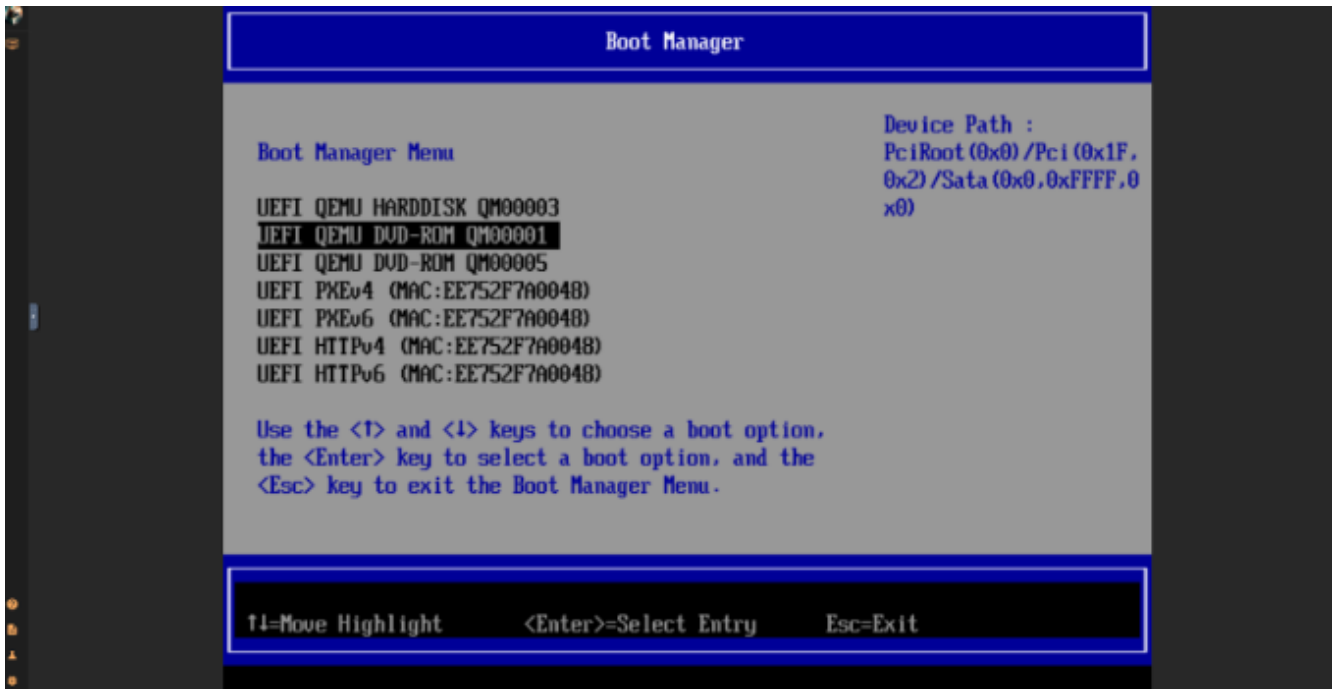 Boot Manager
Boot Manager Menu
UEFI QEMU HARDDISK QM00003
UEFI QEMU DVD-ROM QM00001
UEFI QEMU DVD-ROM QM00005
UEFI PXEv4 (MAC:EE752F7A0048)
UEFI PXEv6 (MAC:EE752F7A0048)
UEFI HTTPv4 (MAC:EE752F7A0048)
UEFI HTTPv6 (MAC:EE752F7A0048)
Use the <↑> and <↓> keys to choose a boot option,
the <Enter> key to select a boot option, and the
<Esc> key to exit the Boot Manager Menu.
Device Path :
PciRoot(0x0)/Pci(0x1F,
0x2)/Sata(0x0,0xFFFF,0
x0)
↑↓=Move Highlight <Enter>=Select Entry Esc=Exit